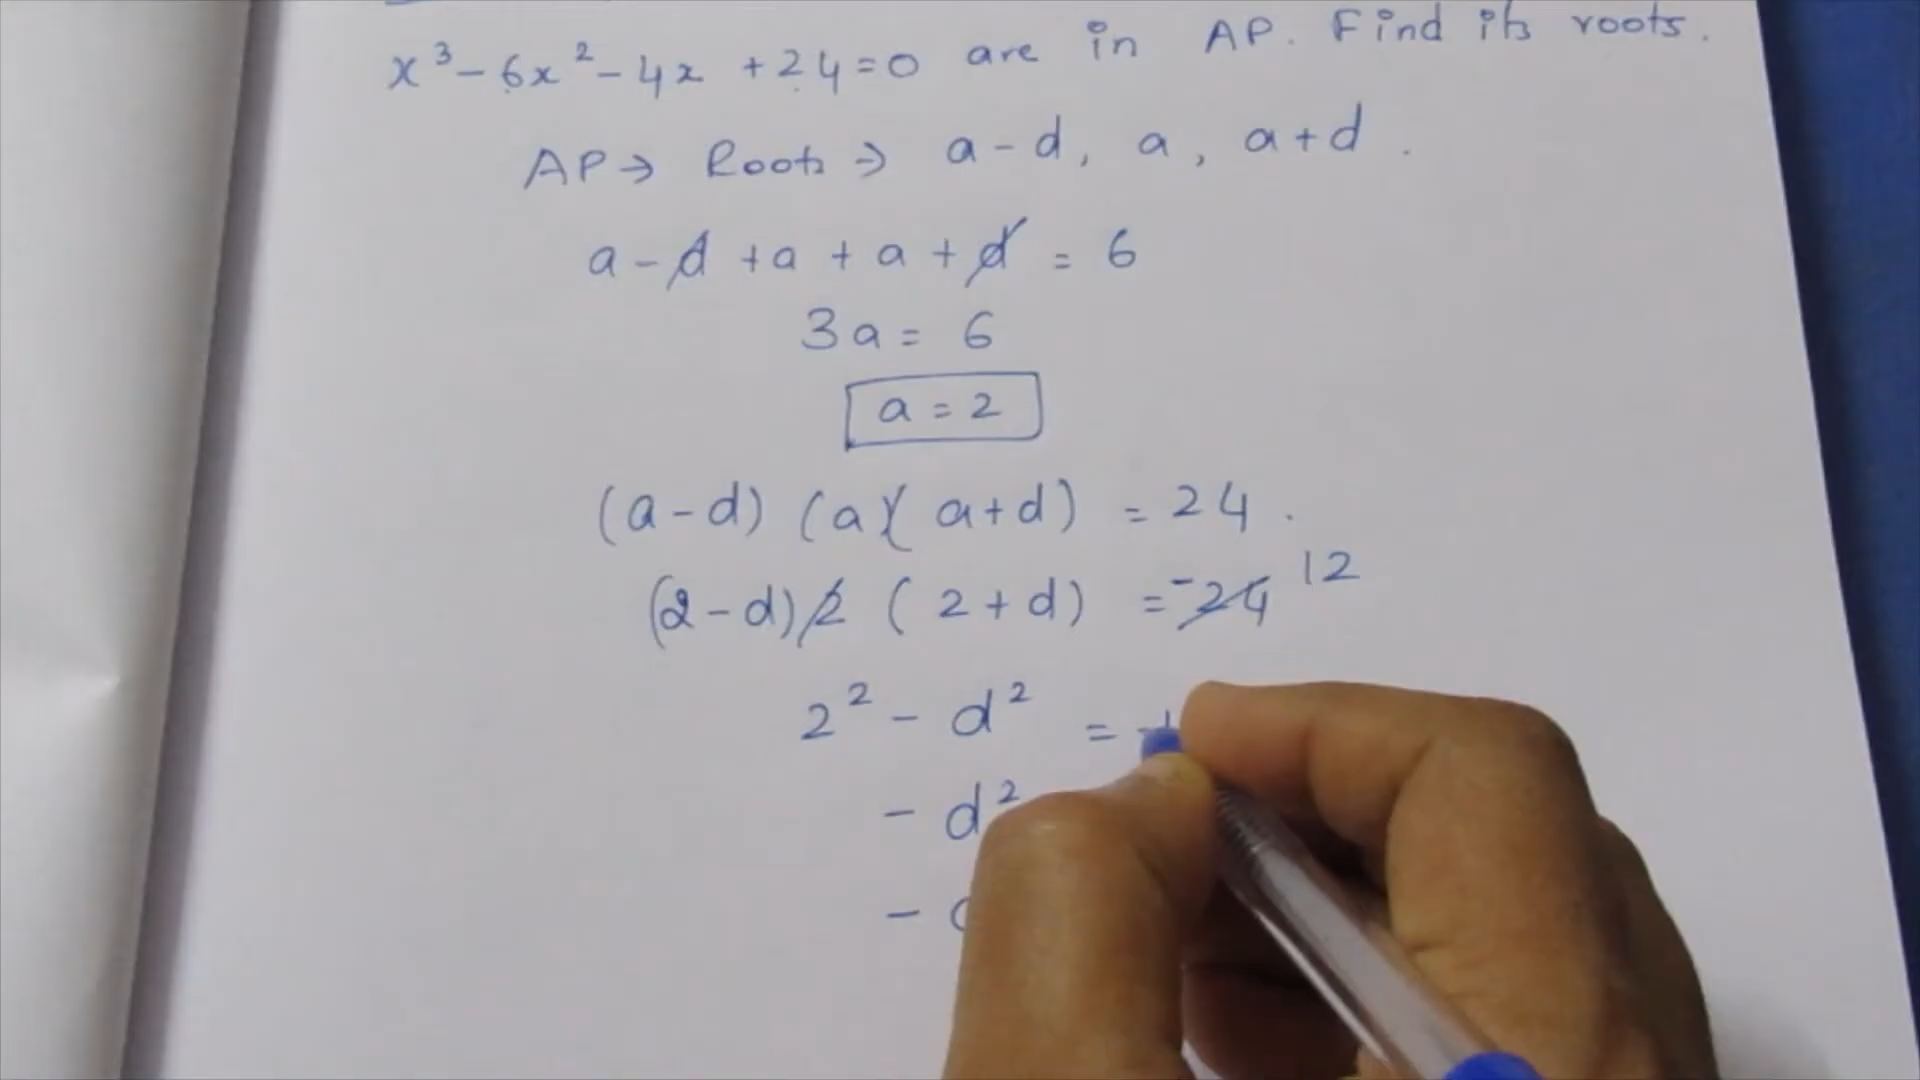 x³ - 6x² - 4x + 24 = 0 are in AP. Find its roots.
AP → Roots → a - d, a, a + d.
a - d + a + a + d = 6
3a = 6
a = 2
(a - d) (a)( a + d) = 24.
(2 - d) 2 ( 2 + d) = -24 12
2² - d² =
- d²
-